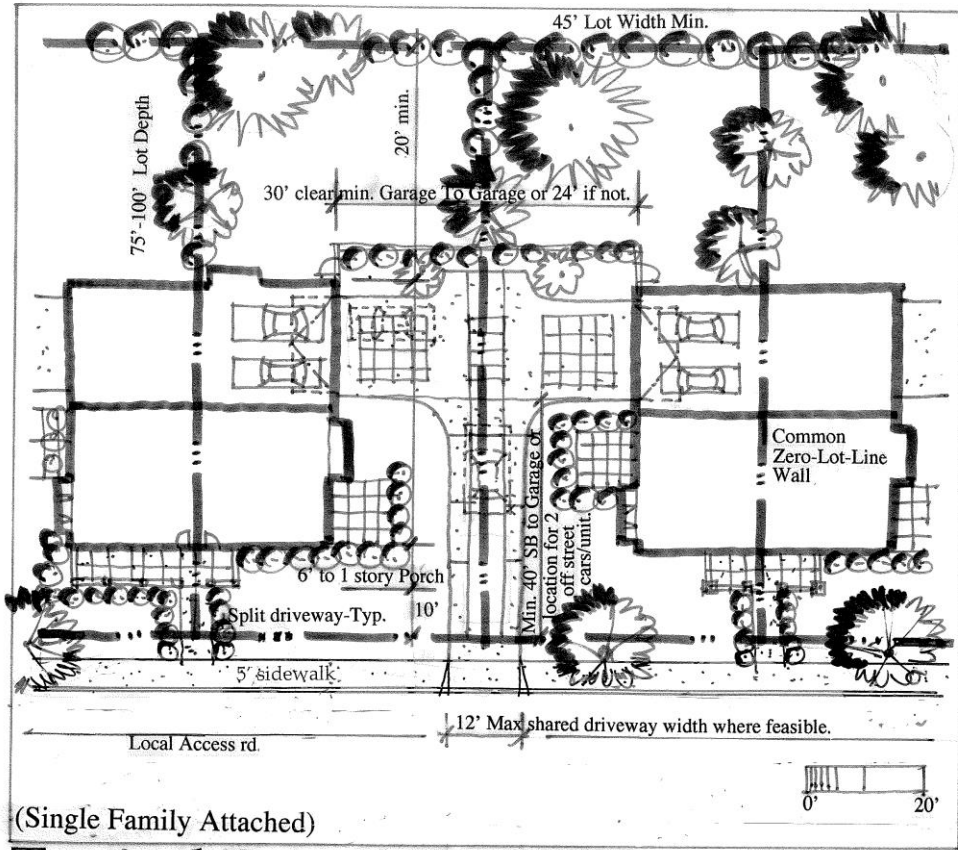 45' Lot Width Min.
75'-100' Lot Depth
20' min.
30' clear min. Garage To Garage or 24' if not.
Common
Zero-Lot-Line
Wall
Min. 40' SB to Garage or
location for 2
off street
cars/unit.
6' to 1 story Porch
10'
Split driveway-Typ.
5' sidewalk
12' Max shared driveway width where feasible.
Local Access rd.
0' 20'
(Single Family Attached)